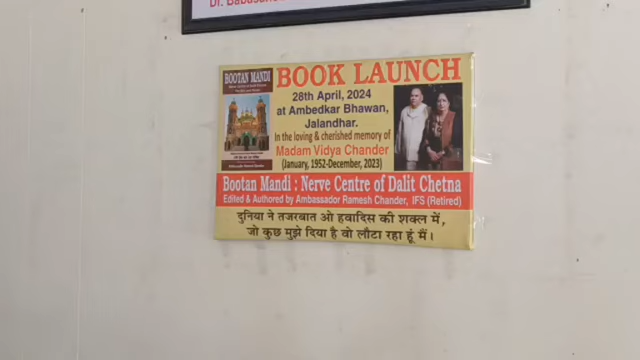 BOOTAN MANDI
BOOK LAUNCH
28th April, 2024
at Ambedkar Bhawan,
Jalandhar.
In the loving & cherished memory of
Madam Vidya Chander
(January, 1952-December, 2023)
Bootan Mandi : Nerve Centre of Dalit Chetna
Edited & Authored by Ambassador Ramesh Chander, IFS (Retired)
दुनिया ने तजरबात ओ हवादिस की शक्ल में,
जो कुछ मुझे दिया है वो लौटा रहा हूं मैं।